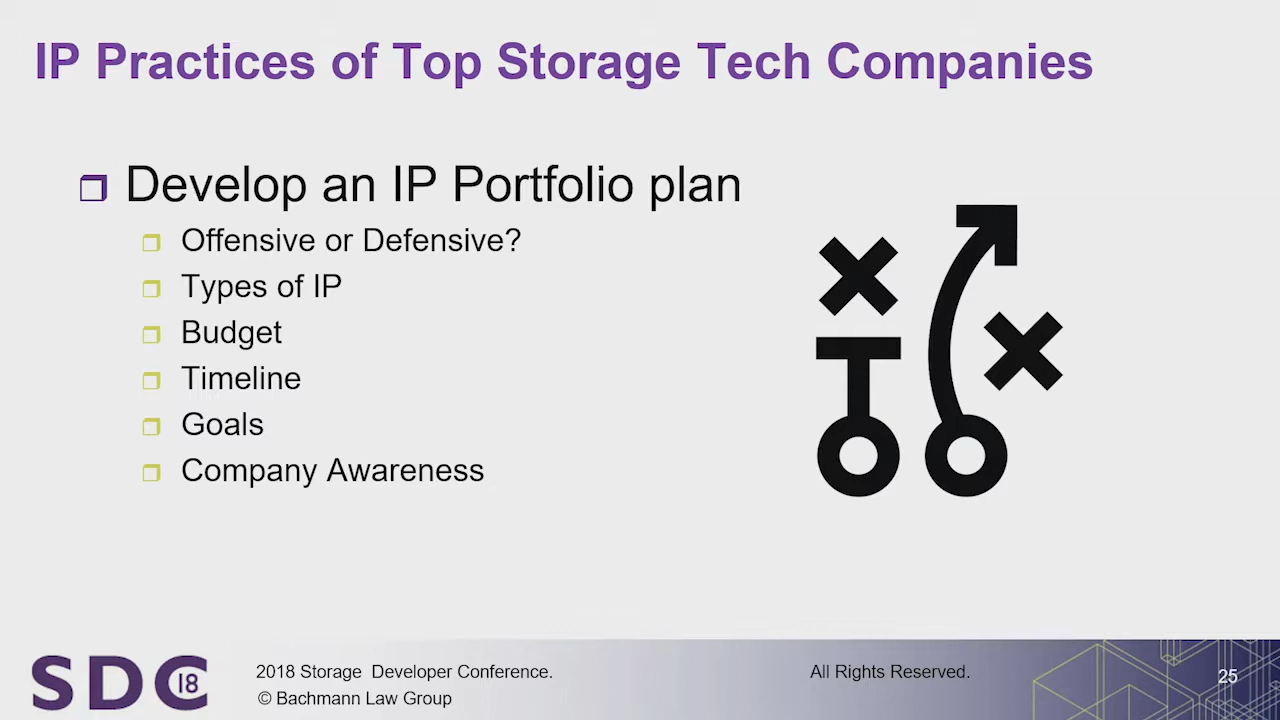 IP Practices of Top Storage Tech Companies
Develop an IP Portfolio plan
Offensive or Defensive?
Types of IP
Budget
Timeline
Goals
Company Awareness
SDC 18
2018 Storage Developer Conference.
© Bachmann Law Group
All Rights Reserved.
25